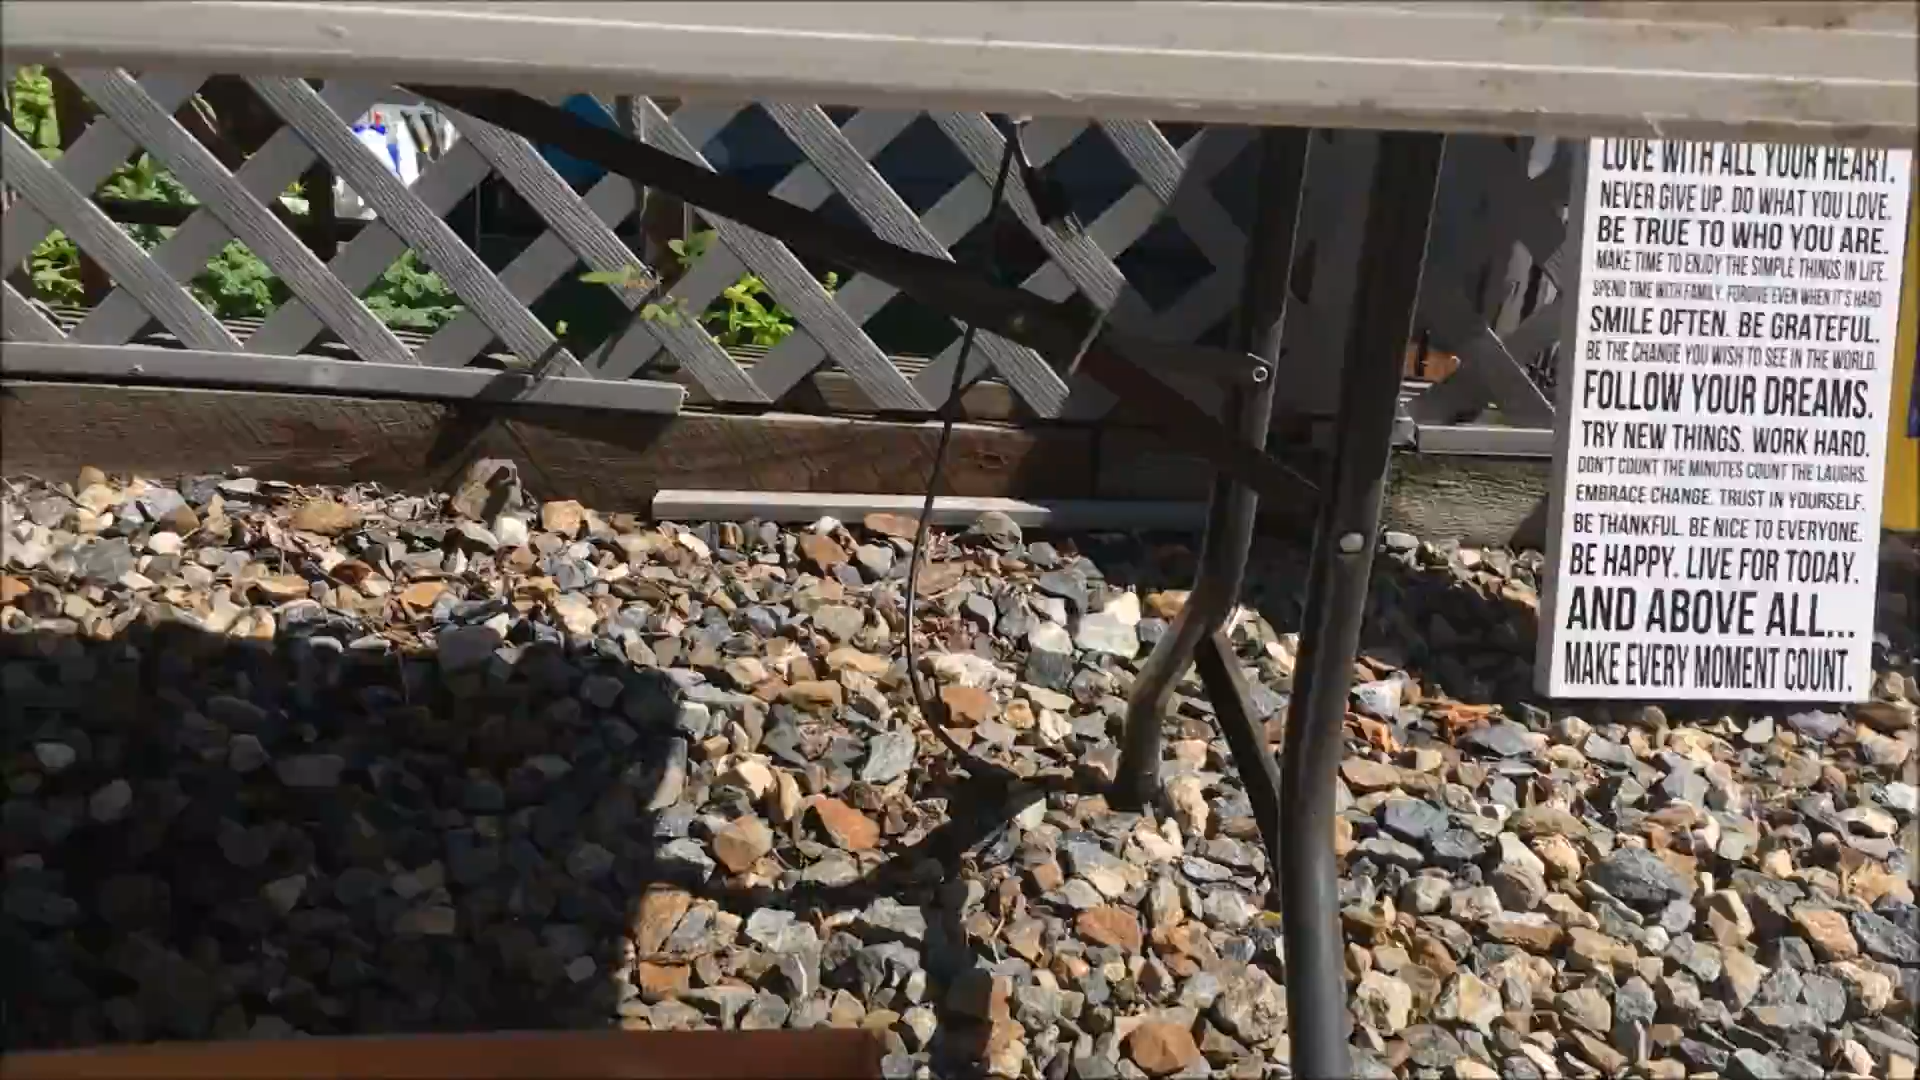 LOVE WITH ALL YOUR HEART.
NEVER GIVE UP. DO WHAT YOU LOVE.
BE TRUE TO WHO YOU ARE.
MAKE TIME TO ENJOY THE SIMPLE THINGS IN LIFE.
SPEND TIME WITH FAMILY. FORGIVE EVEN WHEN IT'S HARD
SMILE OFTEN. BE GRATEFUL.
BE THE CHANGE YOU WISH TO SEE IN THE WORLD.
FOLLOW YOUR DREAMS.
TRY NEW THINGS. WORK HARD.
DON'T COUNT THE MINUTES COUNT THE LAUGHS.
EMBRACE CHANGE. TRUST IN YOURSELF.
BE THANKFUL. BE NICE TO EVERYONE.
BE HAPPY. LIVE FOR TODAY.
AND ABOVE ALL...
MAKE EVERY MOMENT COUNT.